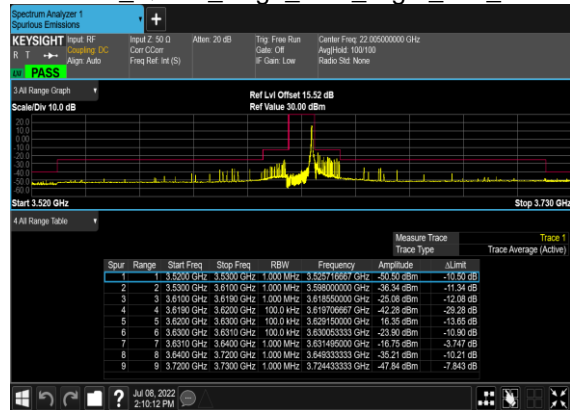 Spectrum Analyzer 1
Spurious Emissions
+
KEYSIGHT Input: RF Input Z: 50 Ω Atten: 20 dB Trig: Free Run Center Freq: 22.005000000 GHz
R T Coupling: DC Corr CCorr Gate: Off Avg|Hold: 100/100
Align: Auto Freq Ref: Int (S) IF Gain: Low Radio Std: None
PASS
3 All Range Graph
Ref Lvl Offset 15.52 dB
Scale/Div 10.0 dB Ref Value 30.00 dBm
20.0
10.0
0.00
-10.0
-20.0
-30.0
-40.0
-50.0
-60.0
Start 3.520 GHz Stop 3.730 GHz
4 All Range Table
Measure Trace Trace 1
Trace Type Trace Average (Active)
Spur Range Start Freq Stop Freq RBW Frequency Amplitude ΔLimit
1 1 3.5200 GHz 3.5300 GHz 1.000 MHz 3.525716667 GHz -50.50 dBm -10.50 dB
2 2 3.5300 GHz 3.6100 GHz 1.000 MHz 3.598000000 GHz -36.34 dBm -11.34 dB
3 3 3.6100 GHz 3.6190 GHz 1.000 MHz 3.618550000 GHz -25.08 dBm -12.08 dB
4 4 3.6190 GHz 3.6200 GHz 100.0 kHz 3.619706667 GHz -42.28 dBm -29.28 dB
5 5 3.6200 GHz 3.6300 GHz 100.0 kHz 3.629150000 GHz 16.35 dBm -13.65 dB
6 6 3.6300 GHz 3.6310 GHz 100.0 kHz 3.630053333 GHz -23.90 dBm -10.90 dB
7 7 3.6310 GHz 3.6400 GHz 1.000 MHz 3.631495000 GHz -16.75 dBm -3.747 dB
8 8 3.6400 GHz 3.7200 GHz 1.000 MHz 3.649333333 GHz -35.21 dBm -10.21 dB
9 9 3.7200 GHz 3.7300 GHz 1.000 MHz 3.724433333 GHz -47.84 dBm -7.843 dB
?
Jul 08, 2022
2:10:12 PM